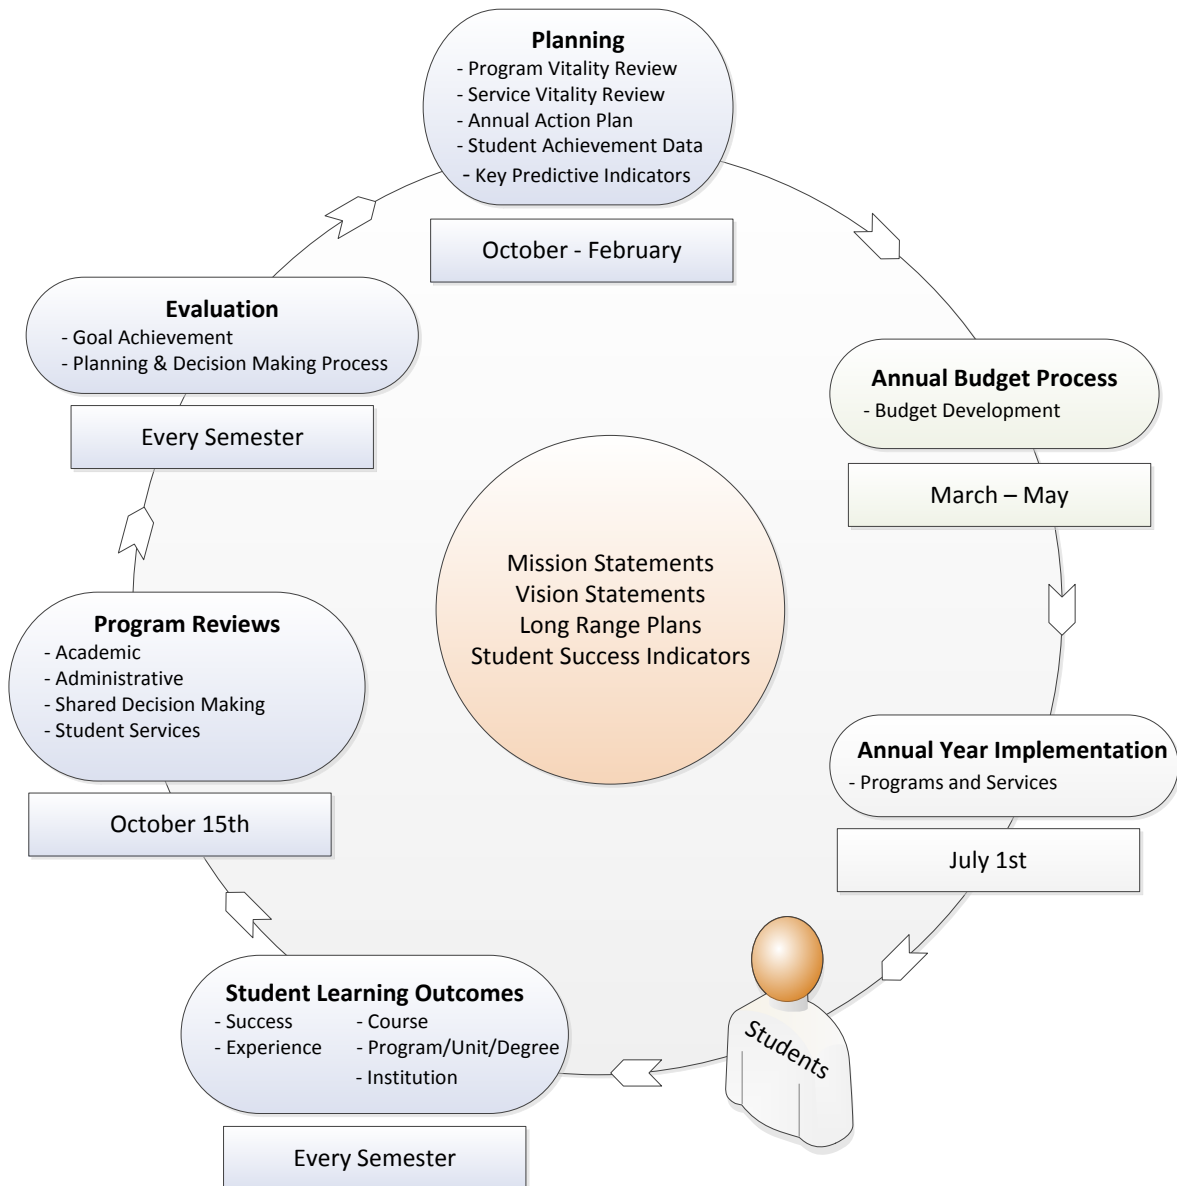 Planning
- Program Vitality Review
- Service Vitality Review
- Annual Action Plan
- Student Achievement Data
- Key Predictive Indicators
October - February
Evaluation
- Goal Achievement
- Planning & Decision Making Process
Every Semester
Annual Budget Process
- Budget Development
March – May
Mission Statements
Vision Statements
Long Range Plans
Student Success Indicators
Program Reviews
- Academic
- Administrative
- Shared Decision Making
- Student Services
October 15th
Annual Year Implementation
- Programs and Services
July 1st
Student Learning Outcomes
- Success
- Experience
- Course
- Program/Unit/Degree
- Institution
Every Semester
Students